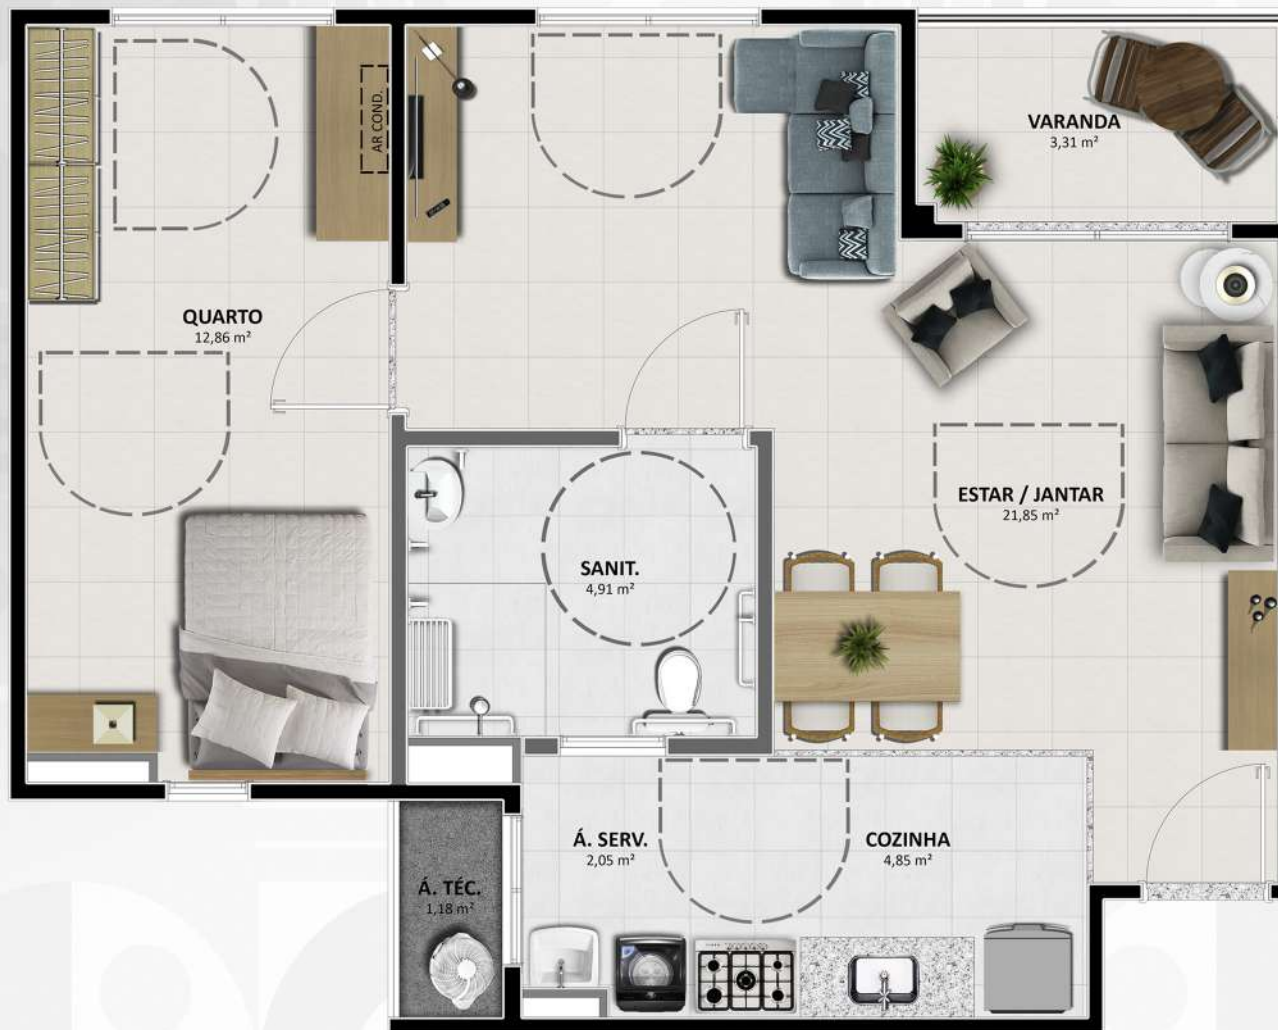 AR COND.
VARANDA
3,31 m²
QUARTO
12,86 m²
ESTAR / JANTAR
21,85 m²
SANIT.
4,91 m²
Á. SERV.
2,05 m²
COZINHA
4,85 m²
Á. TÉC.
1,18 m²